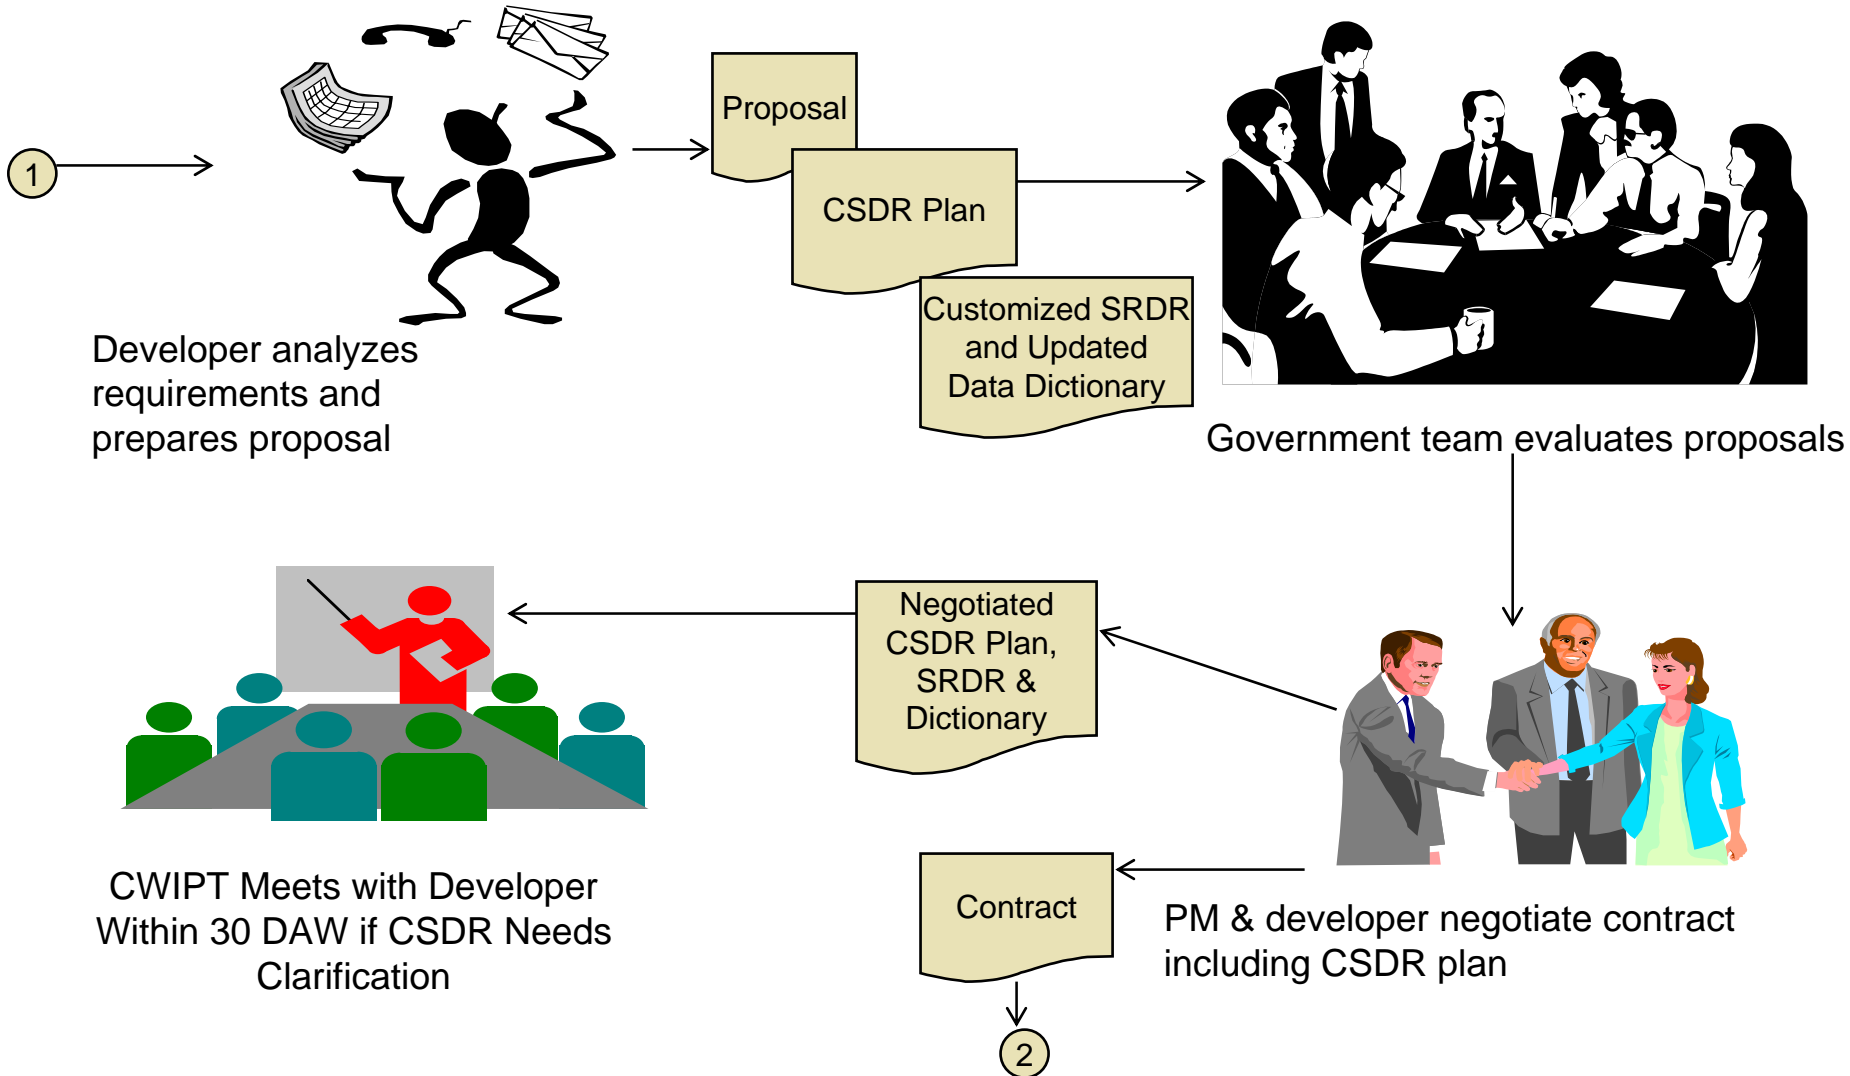 1
Developer analyzes
requirements and
prepares proposal
Proposal
CSDR Plan
Customized SRDR
and Updated
Data Dictionary
Government team evaluates proposals
PM & developer negotiate contract
including CSDR plan
Negotiated
CSDR Plan,
SRDR &
Dictionary
CWIPT Meets with Developer
Within 30 DAW if CSDR Needs
Clarification
Contract
2